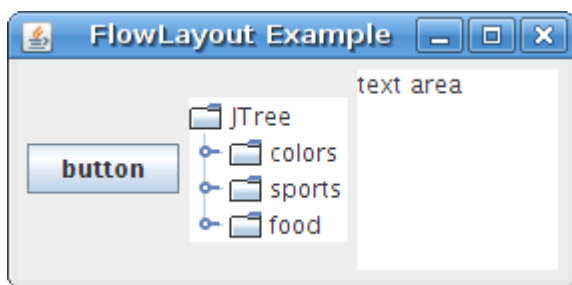 FlowLayout Example
button
JTree
colors
sports
food
text area